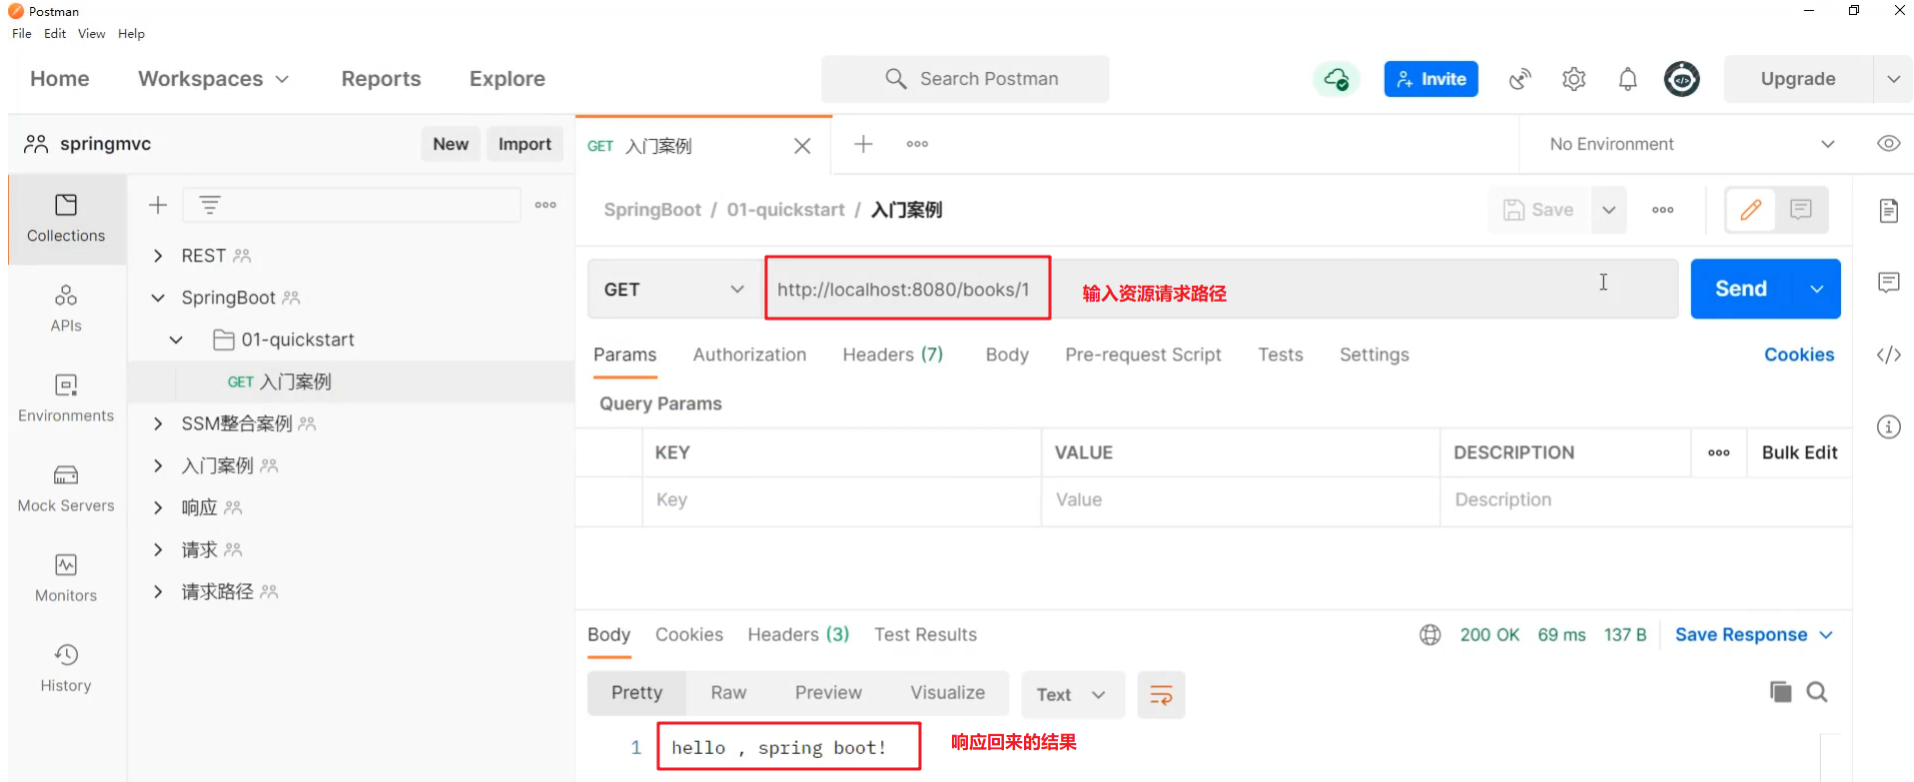 Postman
File Edit View Help
Home Workspaces Reports Explore Search Postman Invite Upgrade
springmvc New Import GET 入门案例 No Environment
Collections
APIs
Environments
Mock Servers
Monitors
History
REST
SpringBoot
01-quickstart
GET 入门案例
SSM整合案例
入门案例
响应
请求
请求路径
SpringBoot / 01-quickstart / 入门案例 Save
GET http://localhost:8080/books/1 输入资源请求路径 Send
Params Authorization Headers (7) Body Pre-request Script Tests Settings Cookies
Query Params
KEY VALUE DESCRIPTION Bulk Edit
Key Value Description
Body Cookies Headers (3) Test Results 200 OK 69 ms 137 B Save Response
Pretty Raw Preview Visualize Text
1 hello , spring boot! 响应回来的结果